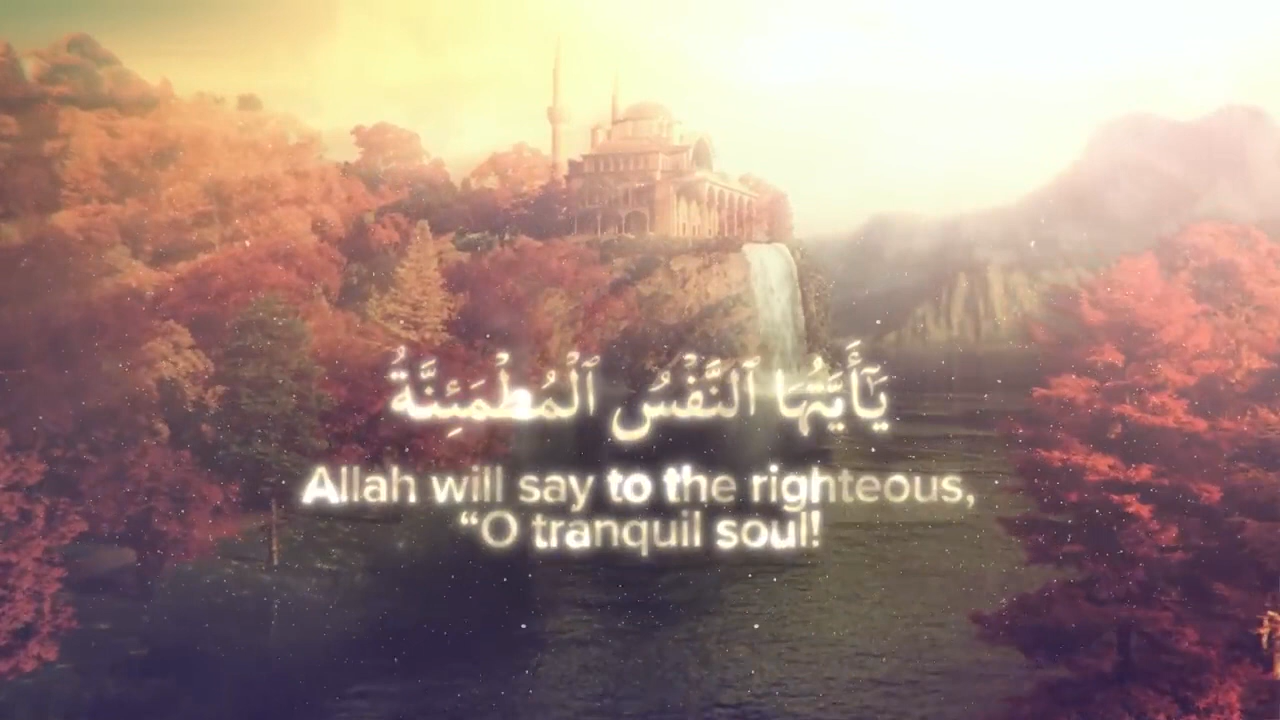 يَـٰٓأَيَّتُهَا ٱلنَّفْسُ ٱلْمُطْمَئِنَّةُ
Allah will say to the righteous,
“O tranquil soul!